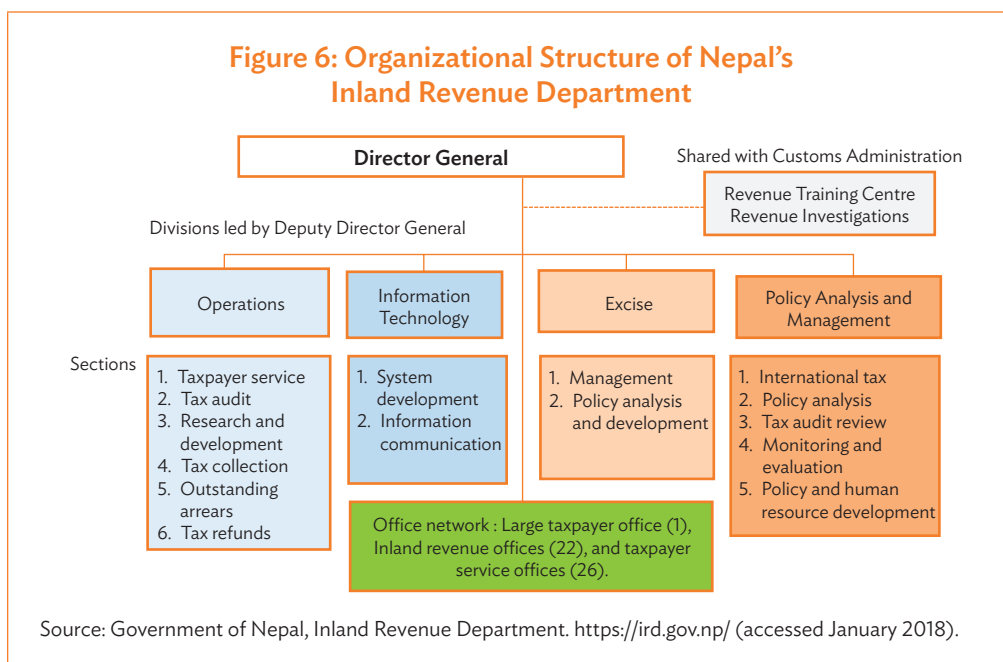 Figure 6: Organizational Structure of Nepal's
Inland Revenue Department
Director General
Shared with Customs Administration
Revenue Training Centre
Revenue Investigations
Divisions led by Deputy Director General
Operations
Information
Technology
Excise
Policy Analysis and
Management
Sections
1. Taxpayer service
2. Tax audit
3. Research and
development
4. Tax collection
5. Outstanding
arrears
6. Tax refunds
1. System
development
2. Information
communication
1. Management
2. Policy analysis
and development
1. International tax
2. Policy analysis
3. Tax audit review
4. Monitoring and
evaluation
5. Policy and human
resource development
Office network : Large taxpayer office (1),
Inland revenue offices (22), and taxpayer
service offices (26).
Source: Government of Nepal, Inland Revenue Department. https://ird.gov.np/ (accessed January 2018).